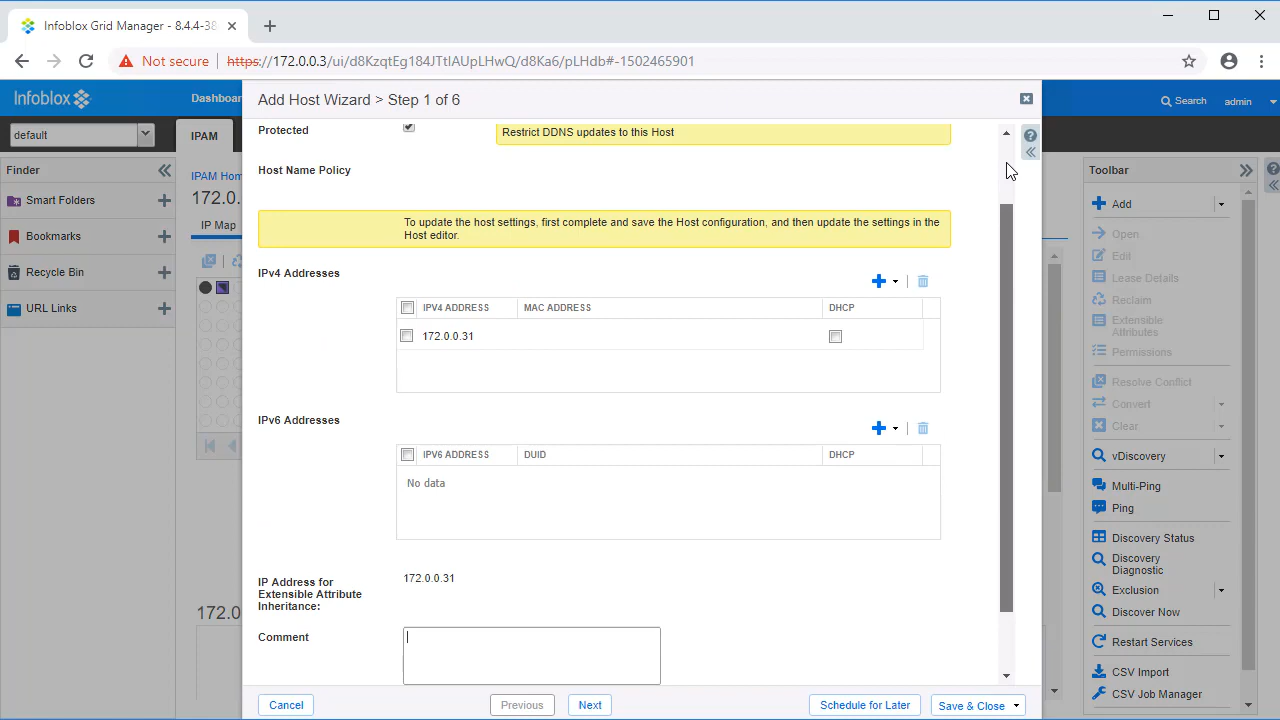 Infoblox Grid Manager - 8.4.4-38
Not secure
https://172.0.0.3/ui/d8KzqtEg184JTtlAUpLHwQ/d8Ka6/pLHdb#-1502465901
Infoblox
Dashboar
Search
admin
default
IPAM
Finder
Smart Folders
Bookmarks
Recycle Bin
URL Links
IPAM Hom
172.0.
IP Map
172.0
Add Host Wizard > Step 1 of 6
Protected
Restrict DDNS updates to this Host
Host Name Policy
To update the host settings, first complete and save the Host configuration, and then update the settings in the
Host editor.
IPv4 Addresses
IPV4 ADDRESS MAC ADDRESS DHCP
172.0.0.31
IPv6 Addresses
IPV6 ADDRESS DUID DHCP
No data
IP Address for
Extensible Attribute
Inheritance:
172.0.0.31
Comment
Cancel
Previous
Next
Schedule for Later
Save & Close
Toolbar
Add
Open
Edit
Lease Details
Reclaim
Extensible
Attributes
Permissions
Resolve Conflict
Convert
Clear
vDiscovery
Multi-Ping
Ping
Discovery Status
Discovery
Diagnostic
Exclusion
Discover Now
Restart Services
CSV Import
CSV Job Manager